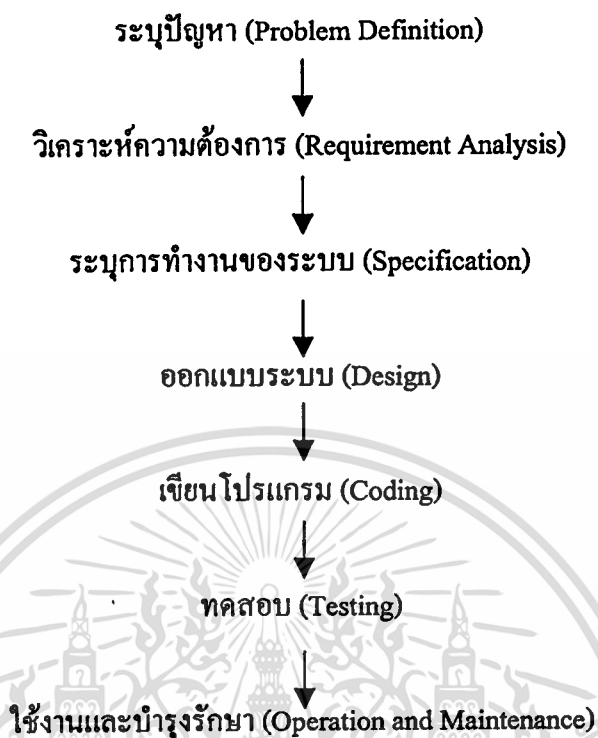 ระบุปัญหา (Problem Definition)
วิเคราะห์ความต้องการ (Requirement Analysis)
ระบุการทำงานของระบบ (Specification)
ออกแบบระบบ (Design)
เขียนโปรแกรม (Coding)
ทดสอบ (Testing)
ใช้งานและบำรุงรักษา (Operation and Maintenance)